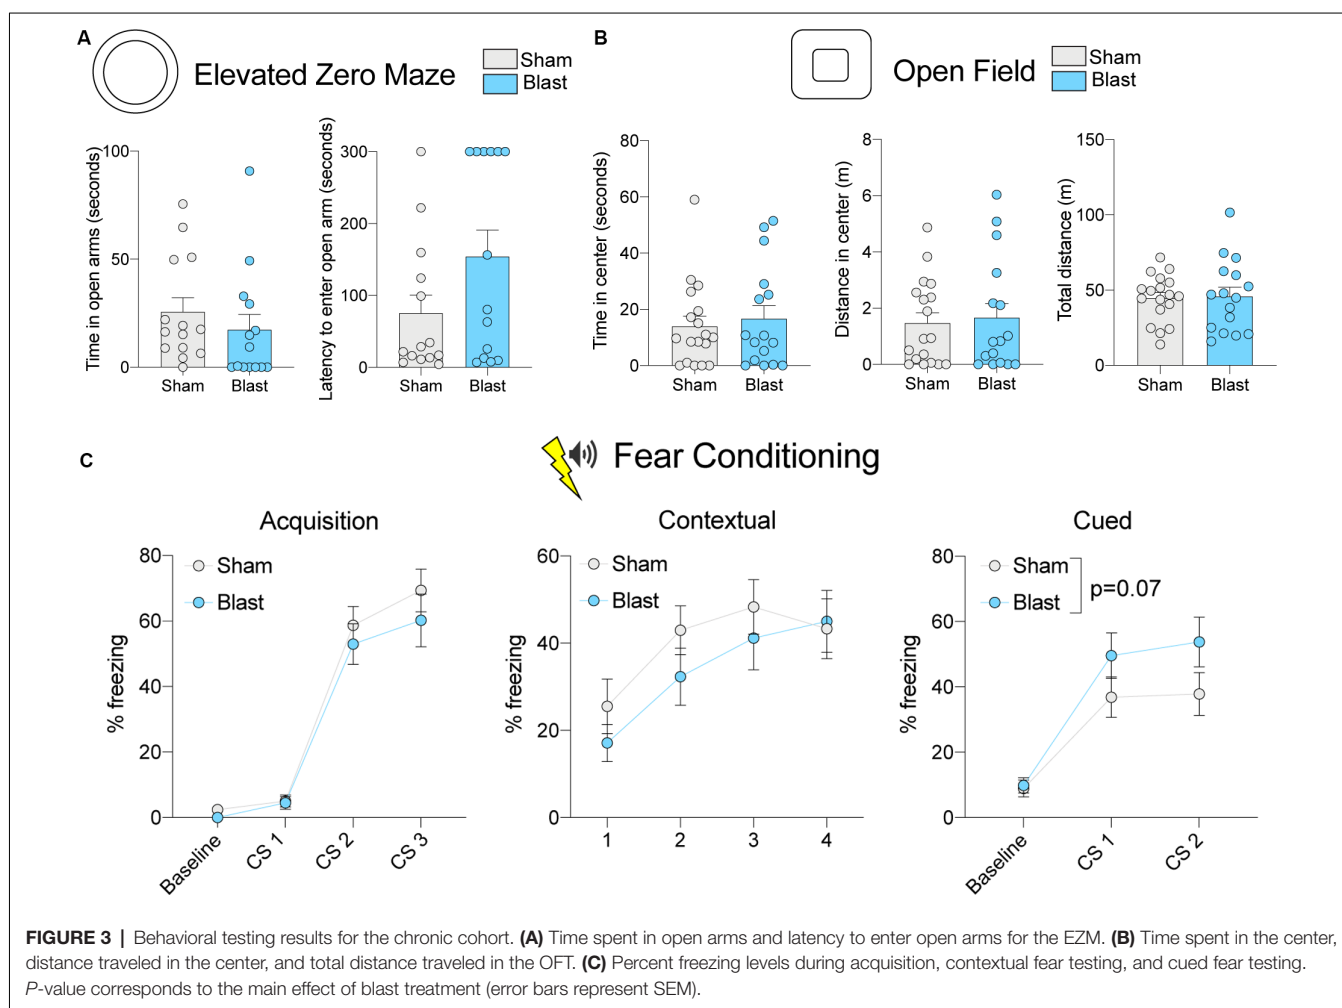 A
Elevated Zero Maze
Sham
Blast
Time in open arms (seconds)
100
50
0
Sham Blast
Latency to enter open arm (seconds)
300
200
100
0
Sham Blast
B
Open Field
Sham
Blast
Time in center (seconds)
80
60
40
20
0
Sham Blast
Distance in center (m)
8
6
4
2
0
Sham Blast
Total distance (m)
150
100
50
0
Sham Blast
C
Fear Conditioning
Acquisition
% freezing
80
60
40
20
0
Sham
Blast
Baseline CS 1 CS 2 CS 3
Contextual
% freezing
60
40
20
0
Sham
Blast
1 2 3 4
Cued
% freezing
80
60
40
20
0
Sham
Blast
p=0.07
Baseline CS 1 CS 2
FIGURE 3 | Behavioral testing results for the chronic cohort. (A) Time spent in open arms and latency to enter open arms for the EZM. (B) Time spent in the center,
distance traveled in the center, and total distance traveled in the OFT. (C) Percent freezing levels during acquisition, contextual fear testing, and cued fear testing.
P-value corresponds to the main effect of blast treatment (error bars represent SEM).